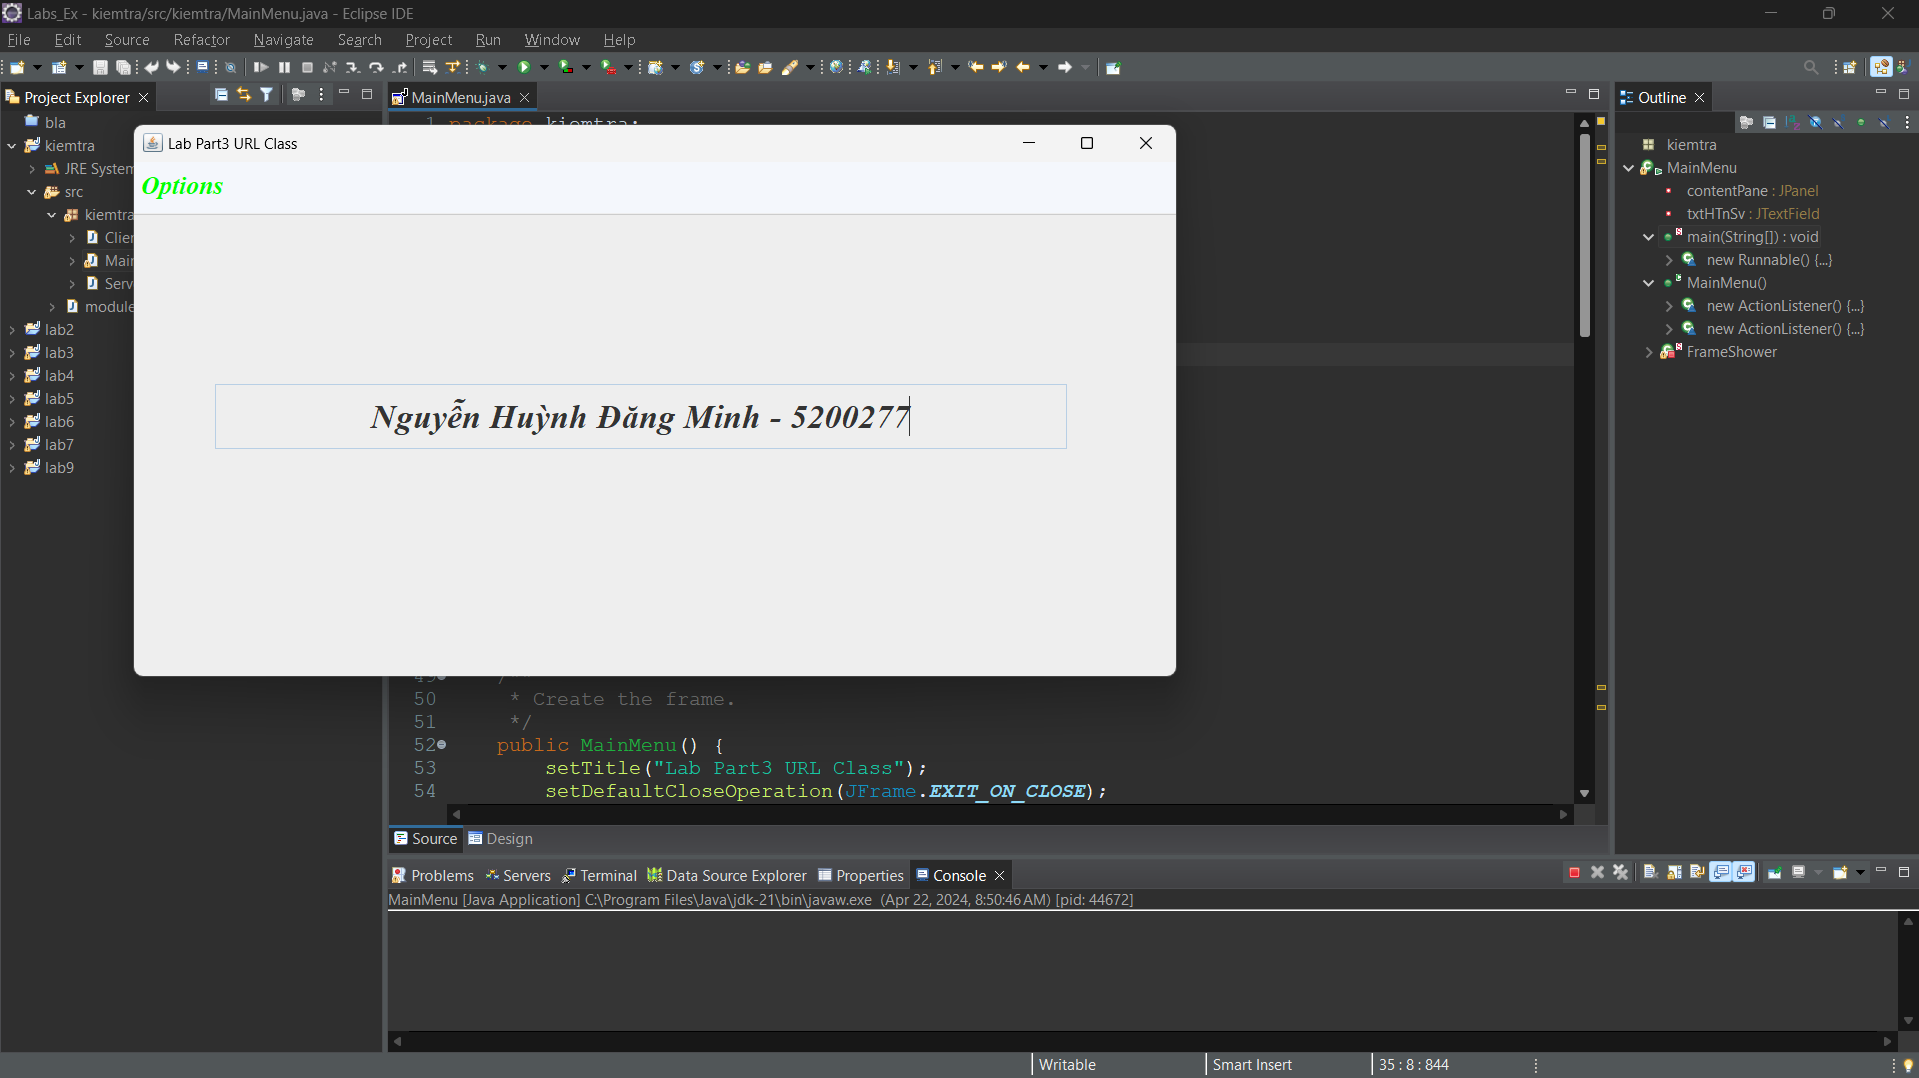 Labs_Ex - kiemtra/src/kiemtra/MainMenu.java - Eclipse IDE
File Edit Source Refactor Navigate Search Project Run Window Help
Project Explorer
MainMenu.java
Outline
bla
kiemtra
JRE System
src
kiemtra
module
lab2
lab3
lab4
lab5
lab6
lab7
lab9
1 package kiemtra;
Lab Part3 URL Class
Options
Nguyễn Huỳnh Đăng Minh - 5200277
50 * Create the frame.
51 */
52 public MainMenu() {
53 setTitle("Lab Part3 URL Class");
54 setDefaultCloseOperation(JFrame.EXIT_ON_CLOSE);
Source Design
kiemtra
MainMenu
contentPane : JPanel
txtHTnSv : JTextField
main(String[]) : void
new Runnable() {...}
MainMenu()
new ActionListener() {...}
new ActionListener() {...}
FrameShower
Problems Servers Terminal Data Source Explorer Properties Console
MainMenu [Java Application] C:\Program Files\Java\jdk-21\bin\javaw.exe (Apr 22, 2024, 8:50:46 AM) [pid: 44672]
Writable Smart Insert 35 : 8 : 844